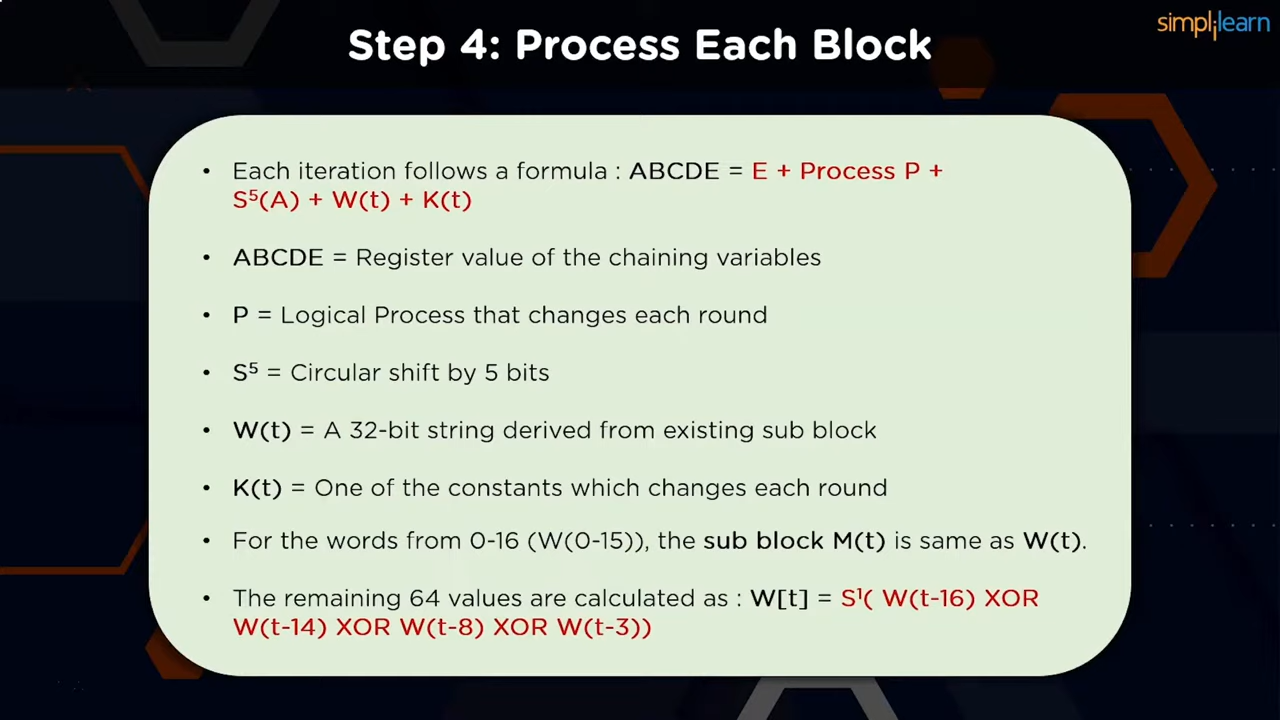 simplilearn
Step 4: Process Each Block
• Each iteration follows a formula : ABCDE = E + Process P +
S⁵(A) + W(t) + K(t)
• ABCDE = Register value of the chaining variables
• P = Logical Process that changes each round
• S⁵ = Circular shift by 5 bits
• W(t) = A 32-bit string derived from existing sub block
• K(t) = One of the constants which changes each round
• For the words from 0-16 (W(0-15)), the sub block M(t) is same as W(t).
• The remaining 64 values are calculated as : W[t] = S¹( W(t-16) XOR
W(t-14) XOR W(t-8) XOR W(t-3))